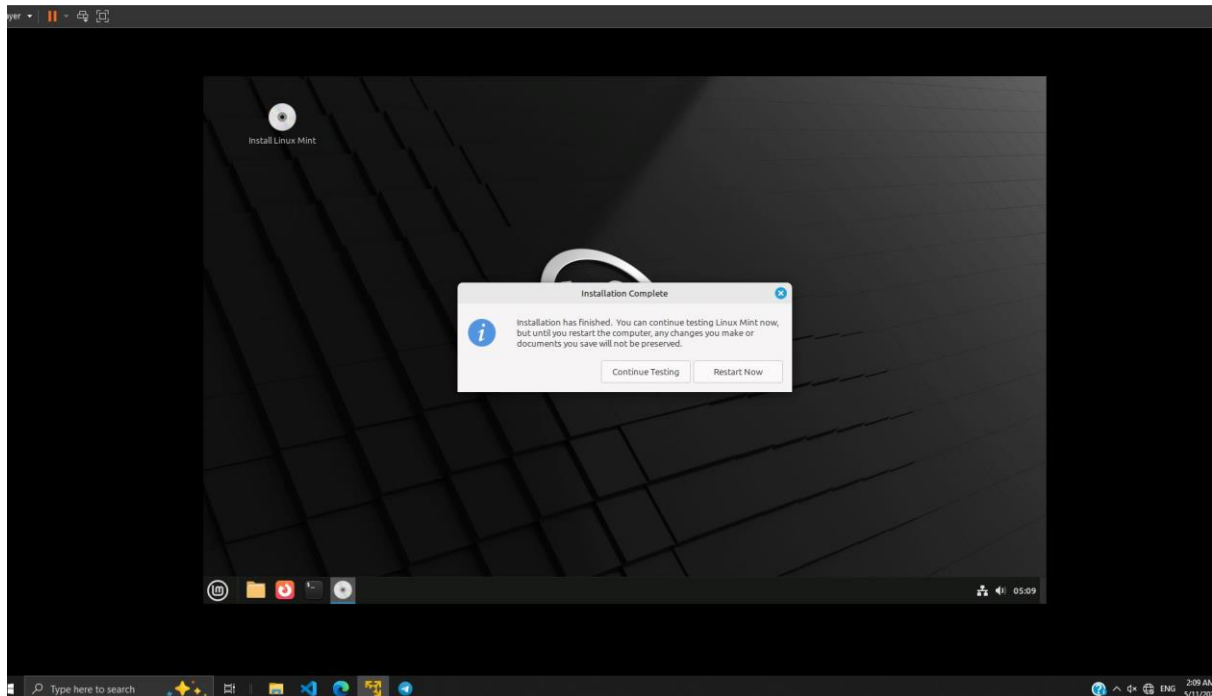 Install Linux Mint
Installation Complete
Installation has finished. You can continue testing Linux Mint now,
but until you restart the computer, any changes you make or
documents you save will not be preserved.
Continue Testing
Restart Now
05:09
Type here to search
ENG
2:09 AM